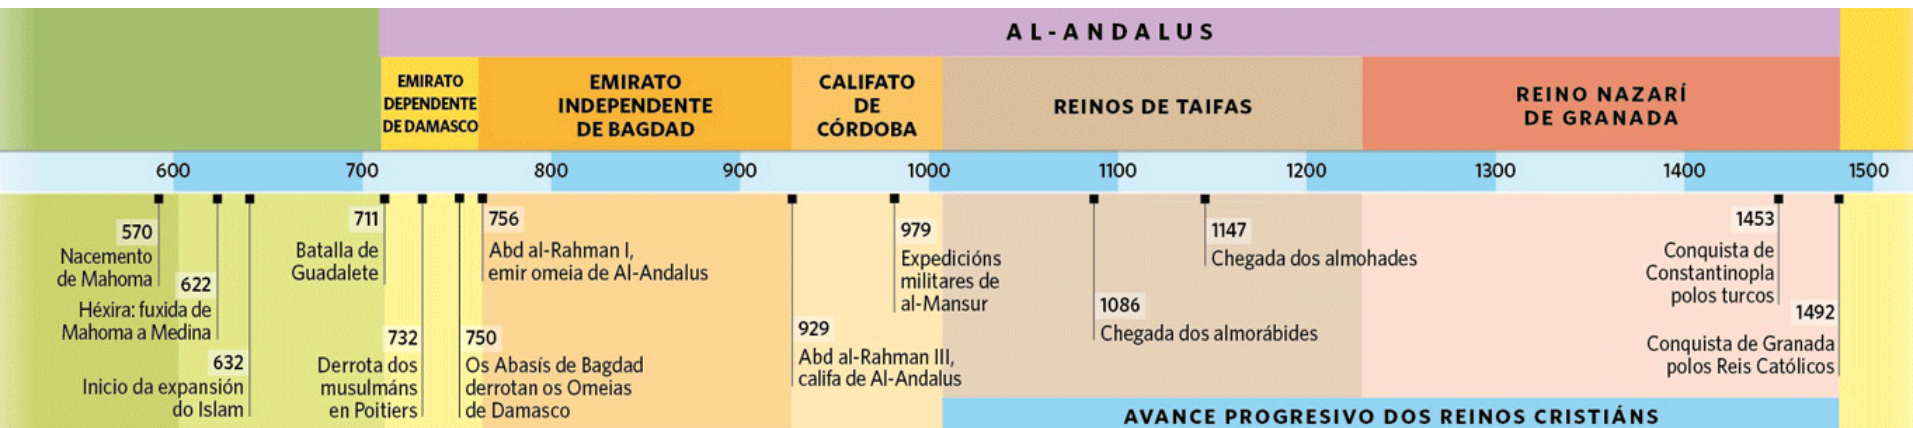 AL-ANDALUS
EMIRATO
DEPENDENTE
DE DAMASCO
EMIRATO
INDEPENDENTE
DE BAGDAD
CALIFATO
DE
CÓRDOBA
REINOS DE TAIFAS
REINO NAZARÍ
DE GRANADA
600 700 800 900 1000 1100 1200 1300 1400 1500
570
Nacemento
de Mahoma
622
Héxira: fuxida de
Mahoma a Medina
632
Inicio da expansión
do Islam
711
Batalla de
Guadalete
732
Derrota dos
musulmáns
en Poitiers
750
Os Abasís de Bagdad
derrotan os Omeias
de Damasco
756
Abd al-Rahman I,
emir omeia de Al-Andalus
929
Abd al-Rahman III,
califa de Al-Andalus
979
Expedicións
militares de
al-Mansur
1086
Chegada dos almorábides
1147
Chegada dos almohades
1453
Conquista de
Constantinopla
polos turcos
1492
Conquista de Granada
polos Reis Católicos
AVANCE PROGRESIVO DOS REINOS CRISTIÁNS